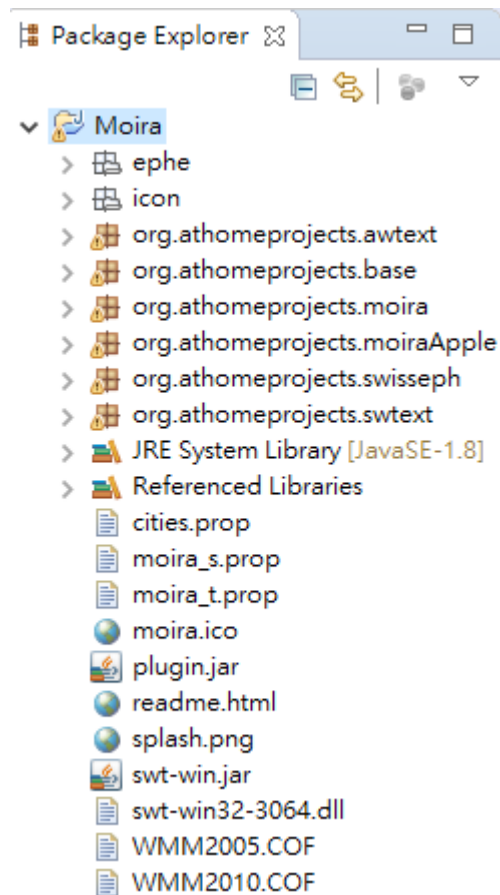 Package Explorer
Moira
ephe
icon
org.athomeprojects.awtext
org.athomeprojects.base
org.athomeprojects.moira
org.athomeprojects.moiraApple
org.athomeprojects.swisseph
org.athomeprojects.swtext
JRE System Library [JavaSE-1.8]
Referenced Libraries
cities.prop
moira_s.prop
moira_t.prop
moira.ico
plugin.jar
readme.html
splash.png
swt-win.jar
swt-win32-3064.dll
WMM2005.COF
WMM2010.COF